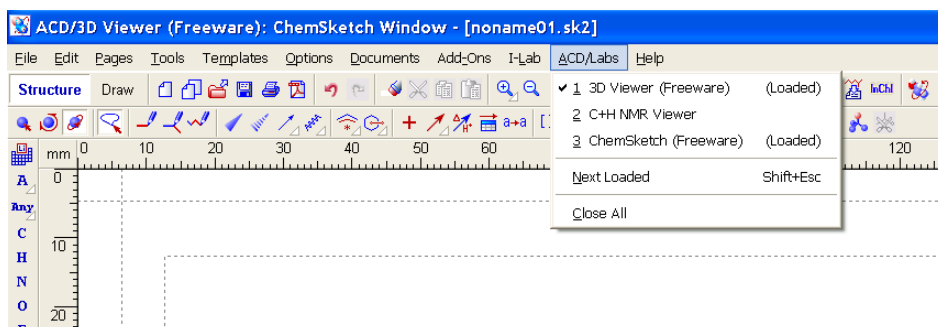 ACD/3D Viewer (Freeware): ChemSketch Window - [noname01.sk2]
File Edit Pages Tools Templates Options Documents Add-Ons I-Lab ACD/Labs Help
Structure Draw InChI
✓ 1 3D Viewer (Freeware) (Loaded)
2 C+H NMR Viewer
3 ChemSketch (Freeware) (Loaded)
Next Loaded Shift+Esc
Close All
a→a
mm 0 10 20 30 40 50 60 120
A 0
Any
C
10
H
N
O
20